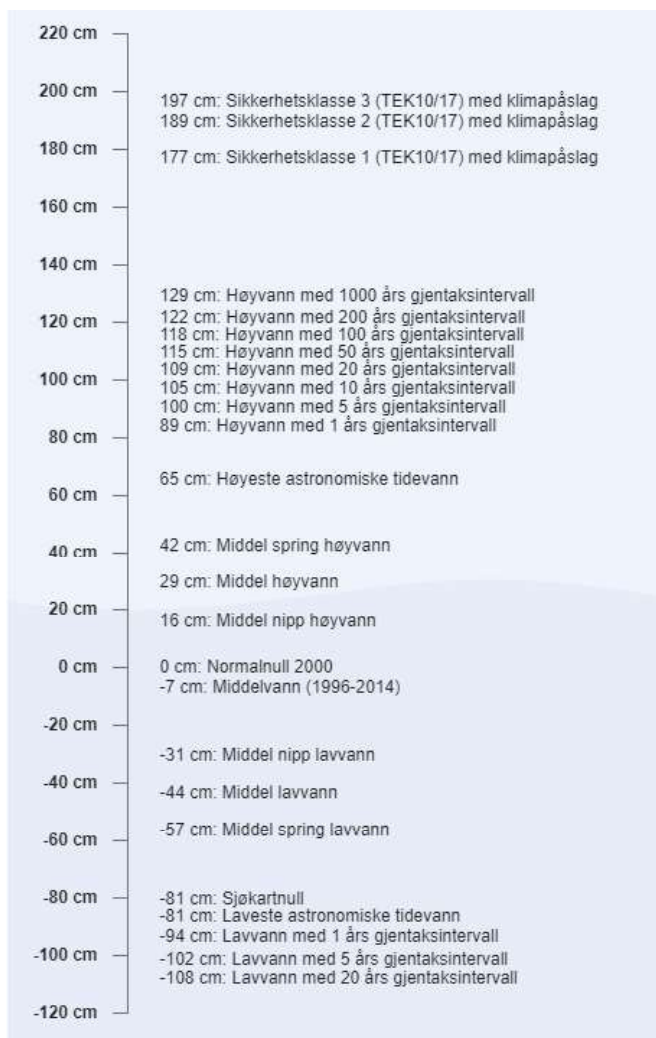 220 cm
200 cm
197 cm: Sikkerhetsklasse 3 (TEK10/17) med klimapåslag
189 cm: Sikkerhetsklasse 2 (TEK10/17) med klimapåslag
180 cm
177 cm: Sikkerhetsklasse 1 (TEK10/17) med klimapåslag
160 cm
140 cm
129 cm: Høyvann med 1000 års gjentaksintervall
120 cm
122 cm: Høyvann med 200 års gjentaksintervall
118 cm: Høyvann med 100 års gjentaksintervall
115 cm: Høyvann med 50 års gjentaksintervall
109 cm: Høyvann med 20 års gjentaksintervall
100 cm
105 cm: Høyvann med 10 års gjentaksintervall
100 cm: Høyvann med 5 års gjentaksintervall
89 cm: Høyvann med 1 års gjentaksintervall
80 cm
65 cm: Høyeste astronomiske tidevann
60 cm
42 cm: Middel spring høyvann
40 cm
29 cm: Middel høyvann
20 cm
16 cm: Middel nipp høyvann
0 cm
0 cm: Normalnull 2000
-7 cm: Middelvann (1996-2014)
-20 cm
-31 cm: Middel nipp lavvann
-40 cm
-44 cm: Middel lavvann
-57 cm: Middel spring lavvann
-60 cm
-80 cm
-81 cm: Sjøkartnull
-81 cm: Laveste astronomiske tidevann
-94 cm: Lavvann med 1 års gjentaksintervall
-100 cm
-102 cm: Lavvann med 5 års gjentaksintervall
-108 cm: Lavvann med 20 års gjentaksintervall
-120 cm